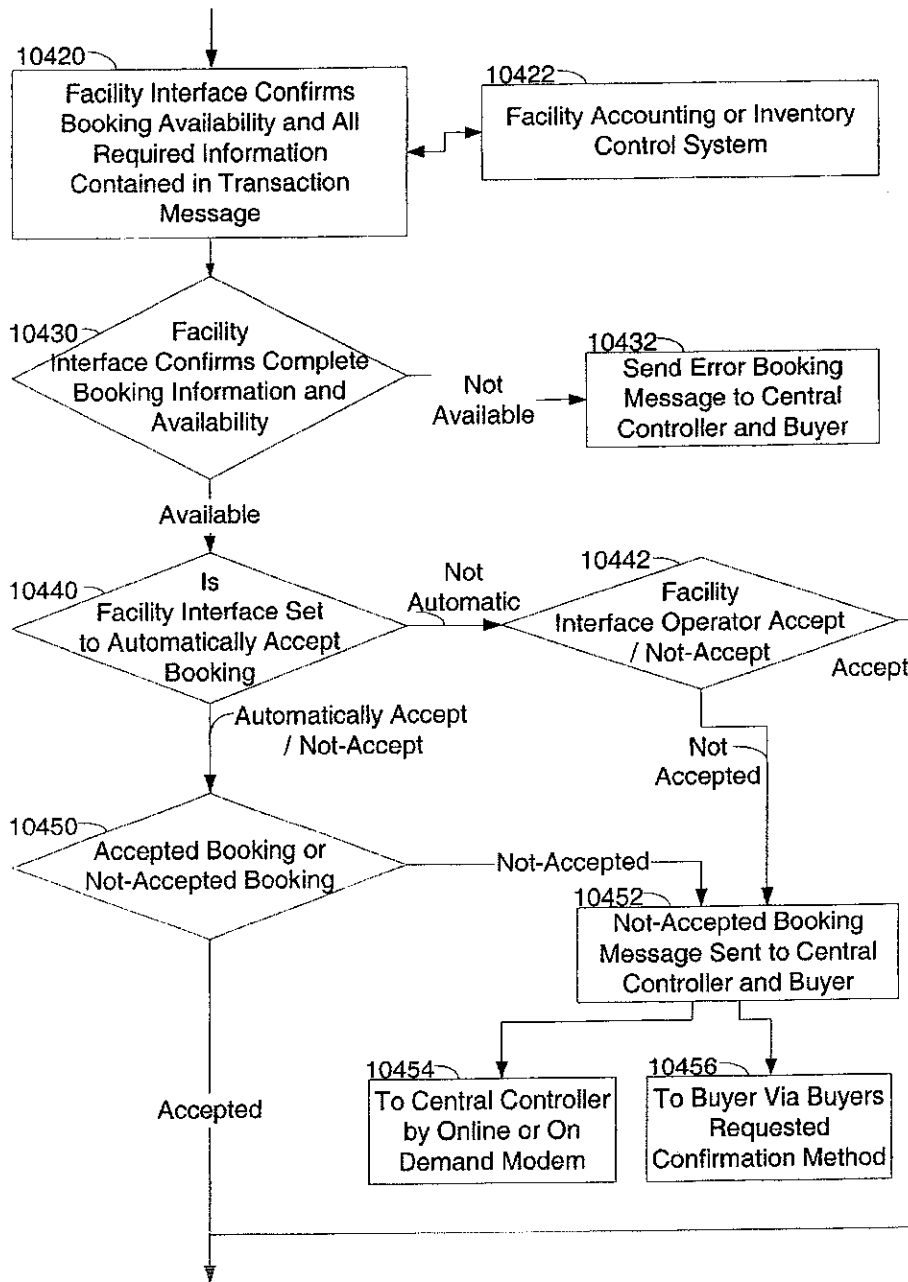 10420
Facility Interface Confirms
Booking Availability and All
Required Information
Contained in Transaction
Message
10422
Facility Accounting or Inventory
Control System
10430
Facility
Interface Confirms Complete
Booking Information and
Availability
Not
Available
10432
Send Error Booking
Message to Central
Controller and Buyer
Available
10440
Is
Facility Interface Set
to Automatically Accept
Booking
Not
Automatic
10442
Facility
Interface Operator Accept
/ Not-Accept
Accept
Automatically Accept
/ Not-Accept
Not
Accepted
10450
Accepted Booking or
Not-Accepted Booking
Not-Accepted
10452
Not-Accepted Booking
Message Sent to Central
Controller and Buyer
10454
To Central Controller
by Online or On
Demand Modem
10456
To Buyer Via Buyers
Requested
Confirmation Method
Accepted